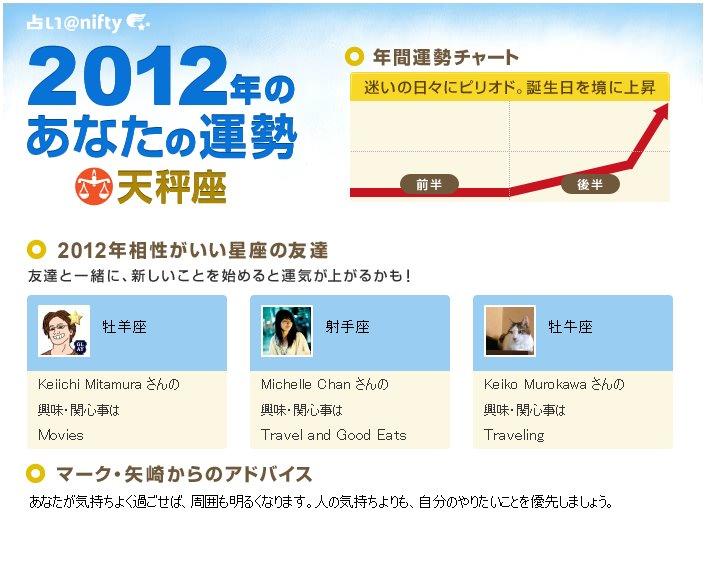 占い@nifty
2012年の
あなたの運勢
天秤座
年間運勢チャート
迷いの日々にピリオド。誕生日を境に上昇
前半
後半
2012年相性がいい星座の友達
友達と一緒に、新しいことを始めると運気が上がるかも!
牡羊座
GLAY
Keiichi Mitamura さんの
興味・関心事は
Movies
射手座
Michelle Chan さんの
興味・関心事は
Travel and Good Eats
牡牛座
Keiko Murokawa さんの
興味・関心事は
Traveling
マーク・矢崎からのアドバイス
あなたが気持ちよく過ごせば、周囲も明るくなります。人の気持ちよりも、自分のやりたいことを優先しましょう。